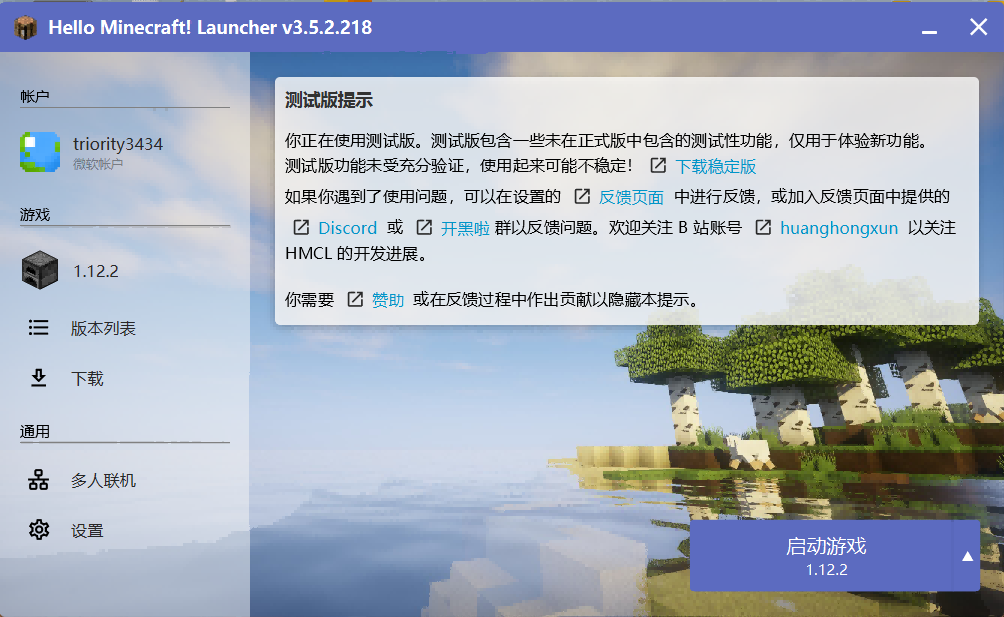 Hello Minecraft! Launcher v3.5.2.218
帐户
triority3434
微软帐户
游戏
1.12.2
版本列表
下载
通用
多人联机
设置
测试版提示
你正在使用测试版。测试版包含一些未在正式版中包含的测试性功能，仅用于体验新功能。
测试版功能未受充分验证，使用起来可能不稳定！ 下载稳定版
如果你遇到了使用问题，可以在设置的 反馈页面 中进行反馈，或加入反馈页面中提供的
Discord 或 开黑啦 群以反馈问题。欢迎关注 B 站账号 huanghongxun 以关注
HMCL 的开发进展。
你需要 赞助 或在反馈过程中作出贡献以隐藏本提示。
启动游戏
1.12.2